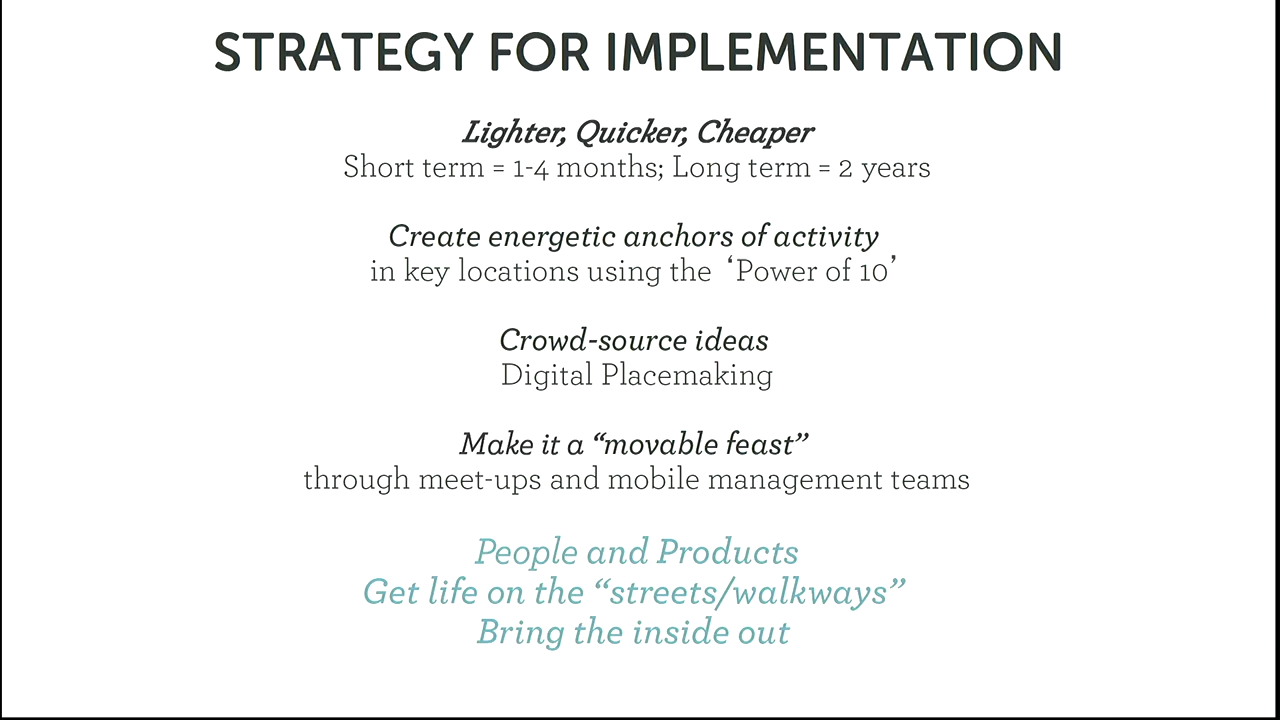 STRATEGY FOR IMPLEMENTATION
Lighter, Quicker, Cheaper
Short term = 1-4 months; Long term = 2 years
Create energetic anchors of activity
in key locations using the ‘Power of 10’
Crowd-source ideas
Digital Placemaking
Make it a “movable feast”
through meet-ups and mobile management teams
People and Products
Get life on the “streets/walkways”
Bring the inside out